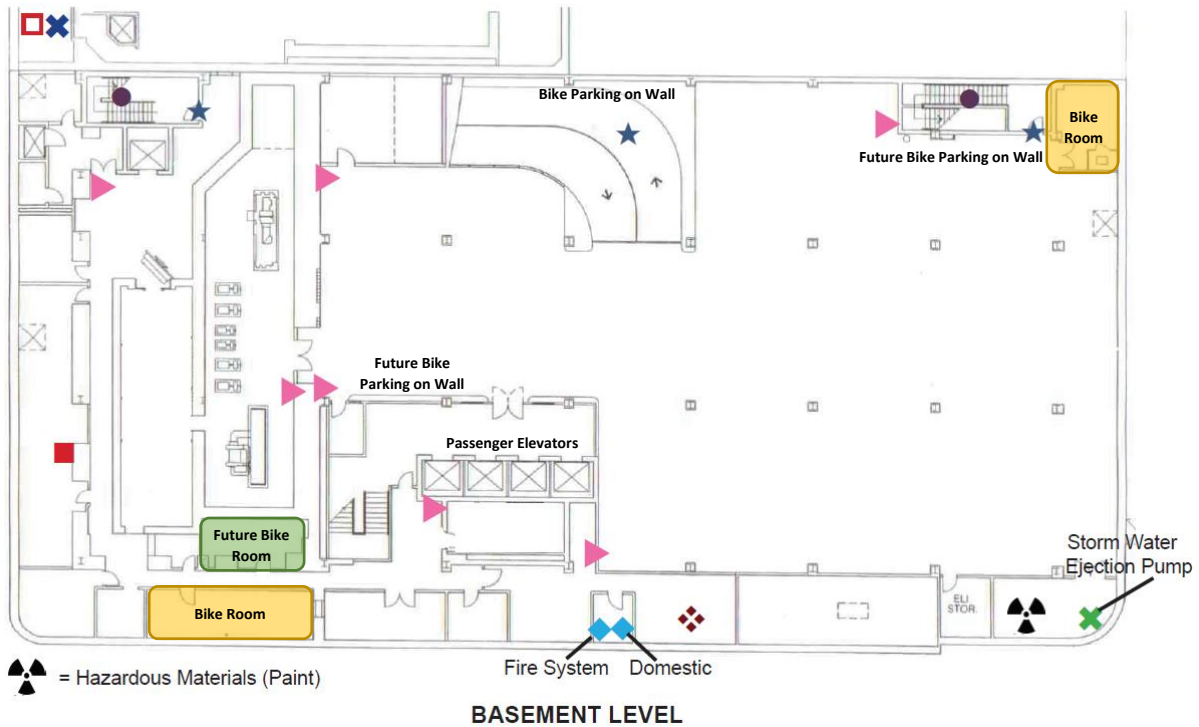 Bike Parking on Wall
Bike
Room
Future Bike Parking on Wall
Future Bike
Parking on Wall
Passenger Elevators
Future Bike
Room
Bike Room
ELI
STOR.
Storm Water
Ejection Pump
Fire System
Domestic
= Hazardous Materials (Paint)
BASEMENT LEVEL